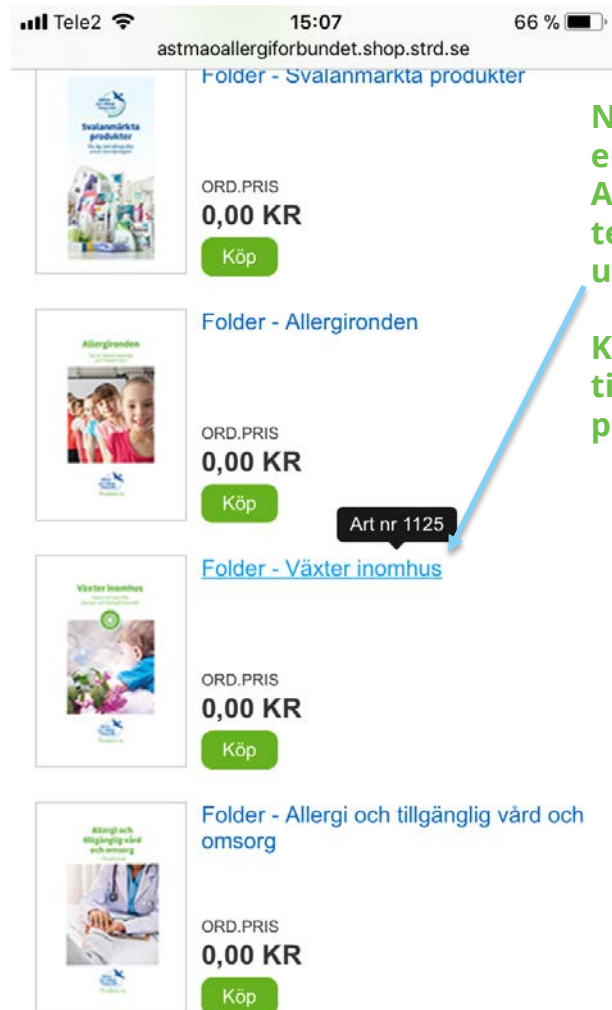 Tele2 15:07 66 %
astmaoallergiforbundet.shop.strd.se
Folder - Svalanmärkta produkter
Svalanmärkta
produkter
ORD.PRIS
0,00 KR
Köp
Folder - Allergironden
Allergironden
ORD.PRIS
0,00 KR
Köp
Art nr 1125
Folder - Växter inomhus
Växter inomhus
ORD.PRIS
0,00 KR
Köp
Folder - Allergi och tillgänglig vård och
omsorg
Allergi och
tillgänglig vård
och omsorg
ORD.PRIS
0,00 KR
Köp
N
e
A
te
u
K
ti
p